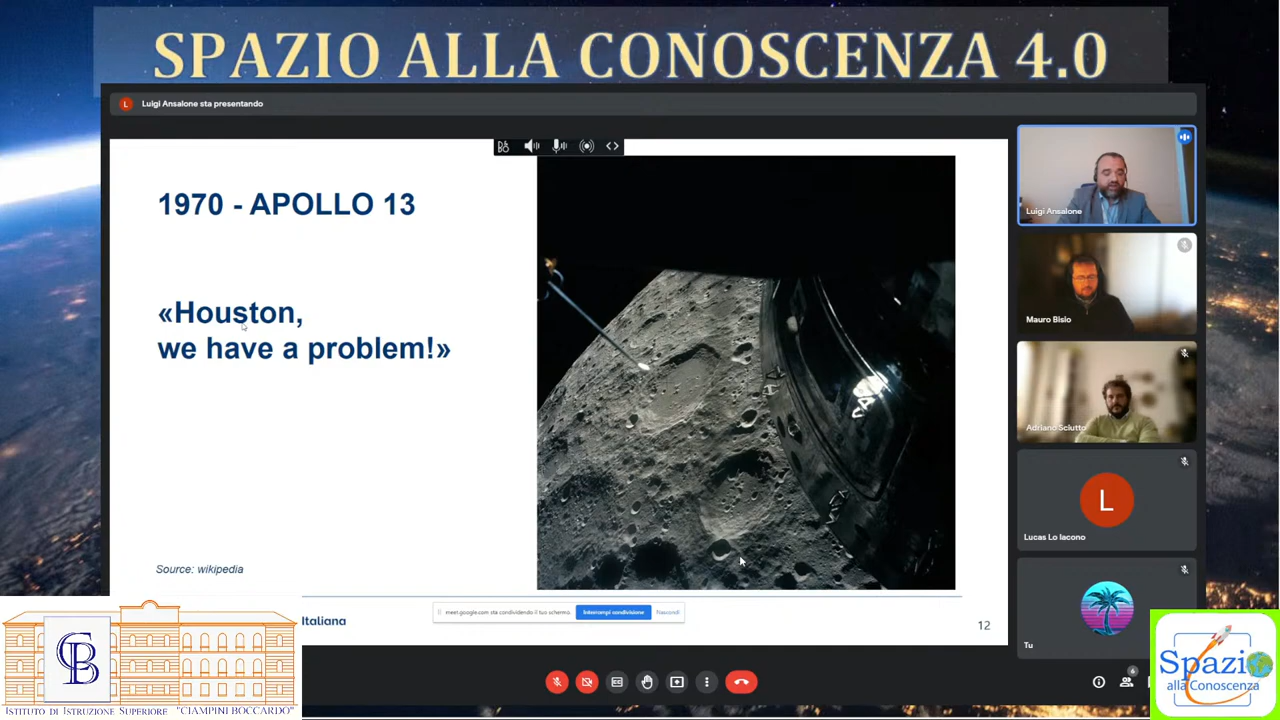 SPAZIO ALLA CONOSCENZA 4.0
L
Luigi Ansalone sta presentando
1970 - APOLLO 13
«Houston,
we have a problem!»
Source: wikipedia
Italiana
meet.google.com sta condividendo il tuo schermo.
Interrompi condivisione
Nascondi
12
Luigi Ansalone
Mauro Bisio
Adriano Sciutto
L
Lucas Lo Iacono
Tu
6
CB
ISTITUTO DI ISTRUZIONE SUPERIORE "CIAMPINI BOCCARDO"
Spazio
alla Conoscenza